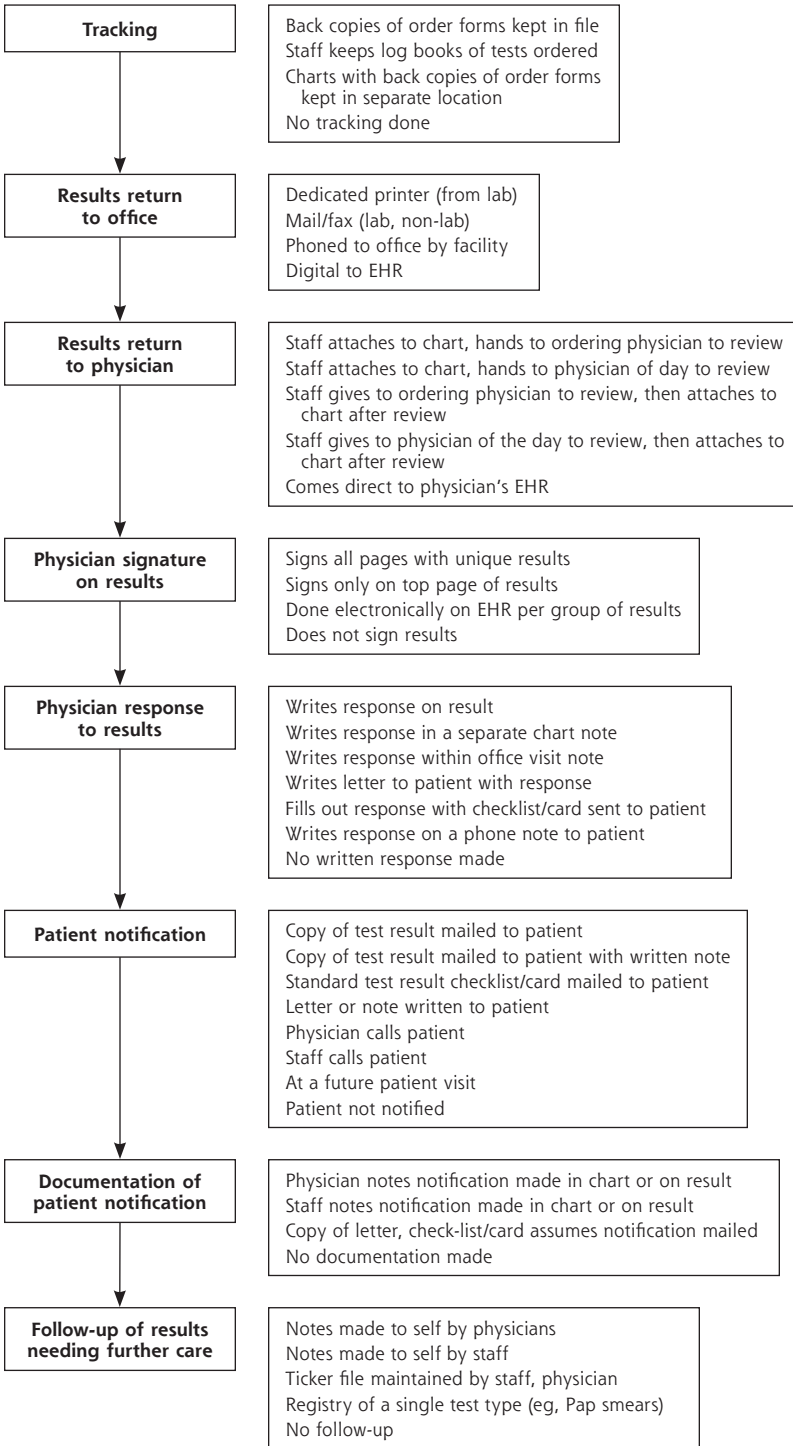 Tracking
Back copies of order forms kept in file
Staff keeps log books of tests ordered
Charts with back copies of order forms
kept in separate location
No tracking done
Results return
to office
Dedicated printer (from lab)
Mail/fax (lab, non-lab)
Phoned to office by facility
Digital to EHR
Results return
to physician
Staff attaches to chart, hands to ordering physician to review
Staff attaches to chart, hands to physician of day to review
Staff gives to ordering physician to review, then attaches to
chart after review
Staff gives to physician of the day to review, then attaches to
chart after review
Comes direct to physician's EHR
Physician signature
on results
Signs all pages with unique results
Signs only on top page of results
Done electronically on EHR per group of results
Does not sign results
Physician response
to results
Writes response on result
Writes response in a separate chart note
Writes response within office visit note
Writes letter to patient with response
Fills out response with checklist/card sent to patient
Writes response on a phone note to patient
No written response made
Patient notification
Copy of test result mailed to patient
Copy of test result mailed to patient with written note
Standard test result checklist/card mailed to patient
Letter or note written to patient
Physician calls patient
Staff calls patient
At a future patient visit
Patient not notified
Documentation of
patient notification
Physician notes notification made in chart or on result
Staff notes notification made in chart or on result
Copy of letter, check-list/card assumes notification mailed
No documentation made
Follow-up of results
needing further care
Notes made to self by physicians
Notes made to self by staff
Ticker file maintained by staff, physician
Registry of a single test type (eg, Pap smears)
No follow-up